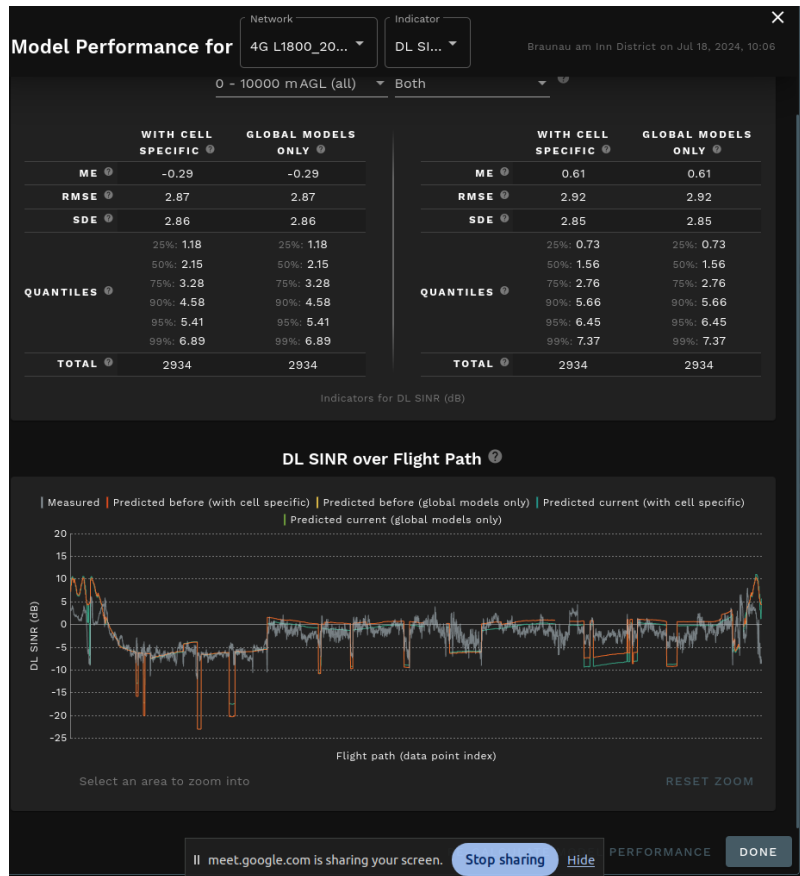 Model Performance for
Network
4G L1800_20...
Indicator
DL SI...
Braunau am Inn District on Jul 18, 2024, 10:06
0 - 10000 m AGL (all)
Both
WITH CELL SPECIFIC GLOBAL MODELS ONLY
ME -0.29 -0.29
RMSE 2.87 2.87
SDE 2.86 2.86
QUANTILES
25%: 1.18 25%: 1.18
50%: 2.15 50%: 2.15
75%: 3.28 75%: 3.28
90%: 4.58 90%: 4.58
95%: 5.41 95%: 5.41
99%: 6.89 99%: 6.89
TOTAL 2934 2934
WITH CELL SPECIFIC GLOBAL MODELS ONLY
ME 0.61 0.61
RMSE 2.92 2.92
SDE 2.85 2.85
QUANTILES
25%: 0.73 25%: 0.73
50%: 1.56 50%: 1.56
75%: 2.76 75%: 2.76
90%: 5.66 90%: 5.66
95%: 6.45 95%: 6.45
99%: 7.37 99%: 7.37
TOTAL 2934 2934
Indicators for DL SINR (dB)
DL SINR over Flight Path
Measured Predicted before (with cell specific) Predicted before (global models only) Predicted current (with cell specific)
Predicted current (global models only)
DL SINR (dB)
20
15
10
5
0
-5
-10
-15
-20
-25
Flight path (data point index)
Select an area to zoom into
RESET ZOOM
meet.google.com is sharing your screen.
Stop sharing
Hide
PERFORMANCE
DONE